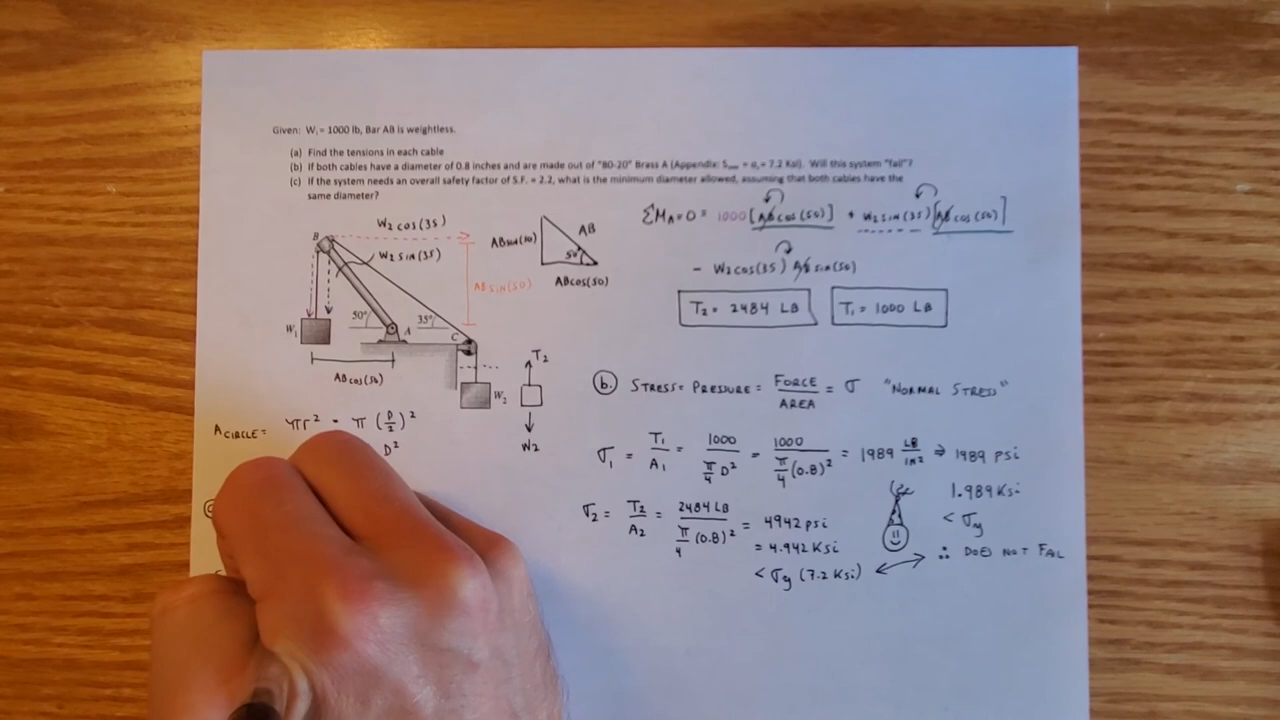 Given: W₁ = 1000 lb, Bar AB is weightless.
(a) Find the tensions in each cable
(b) If both cables have a diameter of 0.8 inches and are made out of "80-20" Brass A (Appendix: = σᵧ = 7.2 Ksi). Will this system "fail"?
(c) If the system needs an overall safety factor of S.F. = 2.2, what is the minimum diameter allowed, assuming that both cables have the
same diameter?
ΣM_A = 0 = 1000[AB cos(50)] + W2 sin(35)[AB cos(50)]
- W2 cos(35) AB sin(50)
T2 = 2484 LB
T1 = 1000 LB
W2 cos(35)
B
W2 sin(35)
AB sin(50)
50°
A
35°
C
W₁
AB cos(50)
W₂
AB sin(50)
AB
50°
AB cos(50)
T2
W2
A CIRCLE = πr² = π (D/2)²
D²
(b.) STRESS = PRESSURE = FORCE/AREA = σ "NORMAL STRESS"
σ1 = T1/A1 = 1000/(π/4 D²) = 1000/(π/4 (0.8)²) = 1989 LB/IN² ⇒ 1989 psi
1.989 Ksi
< σy
σ2 = T2/A2 = 2484 LB/(π/4 (0.8)²) = 4942 psi
= 4.942 Ksi
< σy (7.2 Ksi)
∴ DOES NOT FAIL